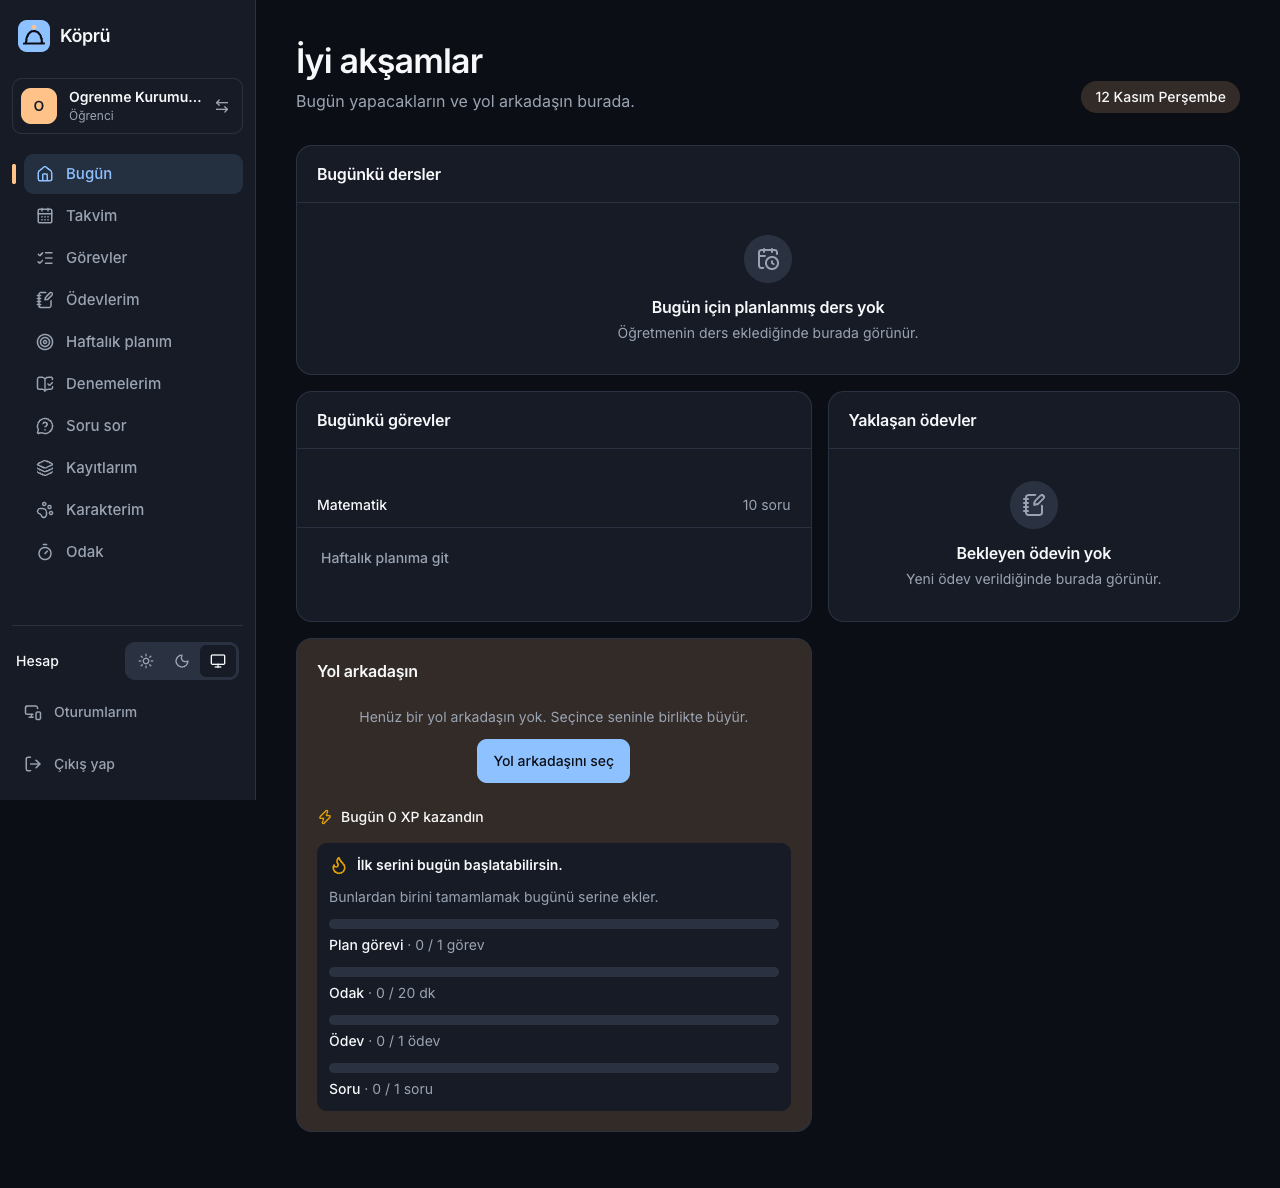 Köprü
O
Ogrenme Kurumu...
Öğrenci
Bugün
Takvim
Görevler
Ödevlerim
Haftalık planım
Denemelerim
Soru sor
Kayıtlarım
Karakterim
Odak
Hesap
Oturumlarım
Çıkış yap
İyi akşamlar
Bugün yapacakların ve yol arkadaşın burada.
12 Kasım Perşembe
Bugünkü dersler
Bugün için planlanmış ders yok
Öğretmenin ders eklediğinde burada görünür.
Bugünkü görevler
Matematik
10 soru
Haftalık planıma git
Yaklaşan ödevler
Bekleyen ödevin yok
Yeni ödev verildiğinde burada görünür.
Yol arkadaşın
Henüz bir yol arkadaşın yok. Seçince seninle birlikte büyür.
Yol arkadaşını seç
Bugün 0 XP kazandın
İlk serini bugün başlatabilirsin.
Bunlardan birini tamamlamak bugünü serine ekler.
Plan görevi · 0 / 1 görev
Odak · 0 / 20 dk
Ödev · 0 / 1 ödev
Soru · 0 / 1 soru